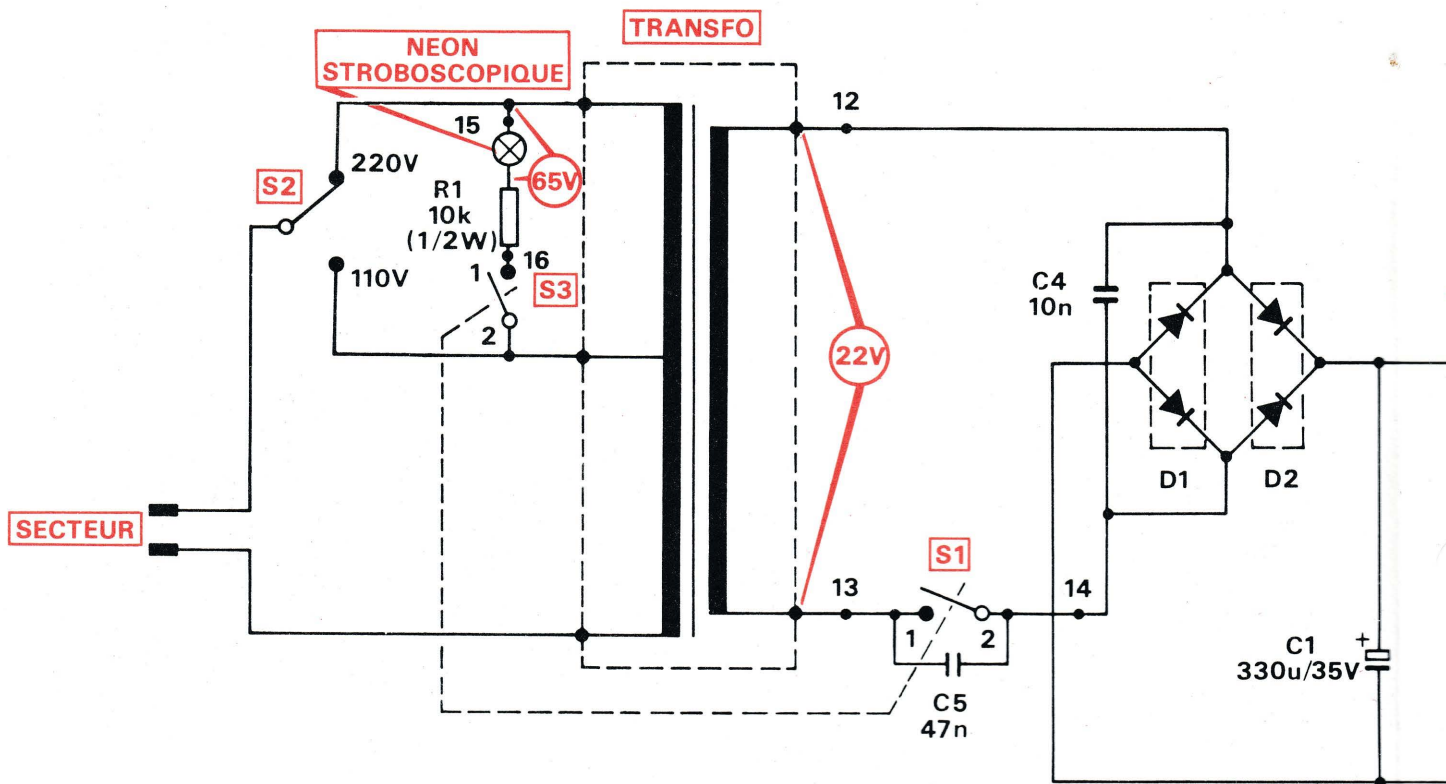 TRANSFO
NEON
STROBOSCOPIQUE
15
12
220V
S2
65V
R1
10k
(1/2W)
16
1
S3
110V
2
C4
10n
22V
D1
D2
SECTEUR
S1
13
14
1
2
C5
47n
C1
330u/35V
+